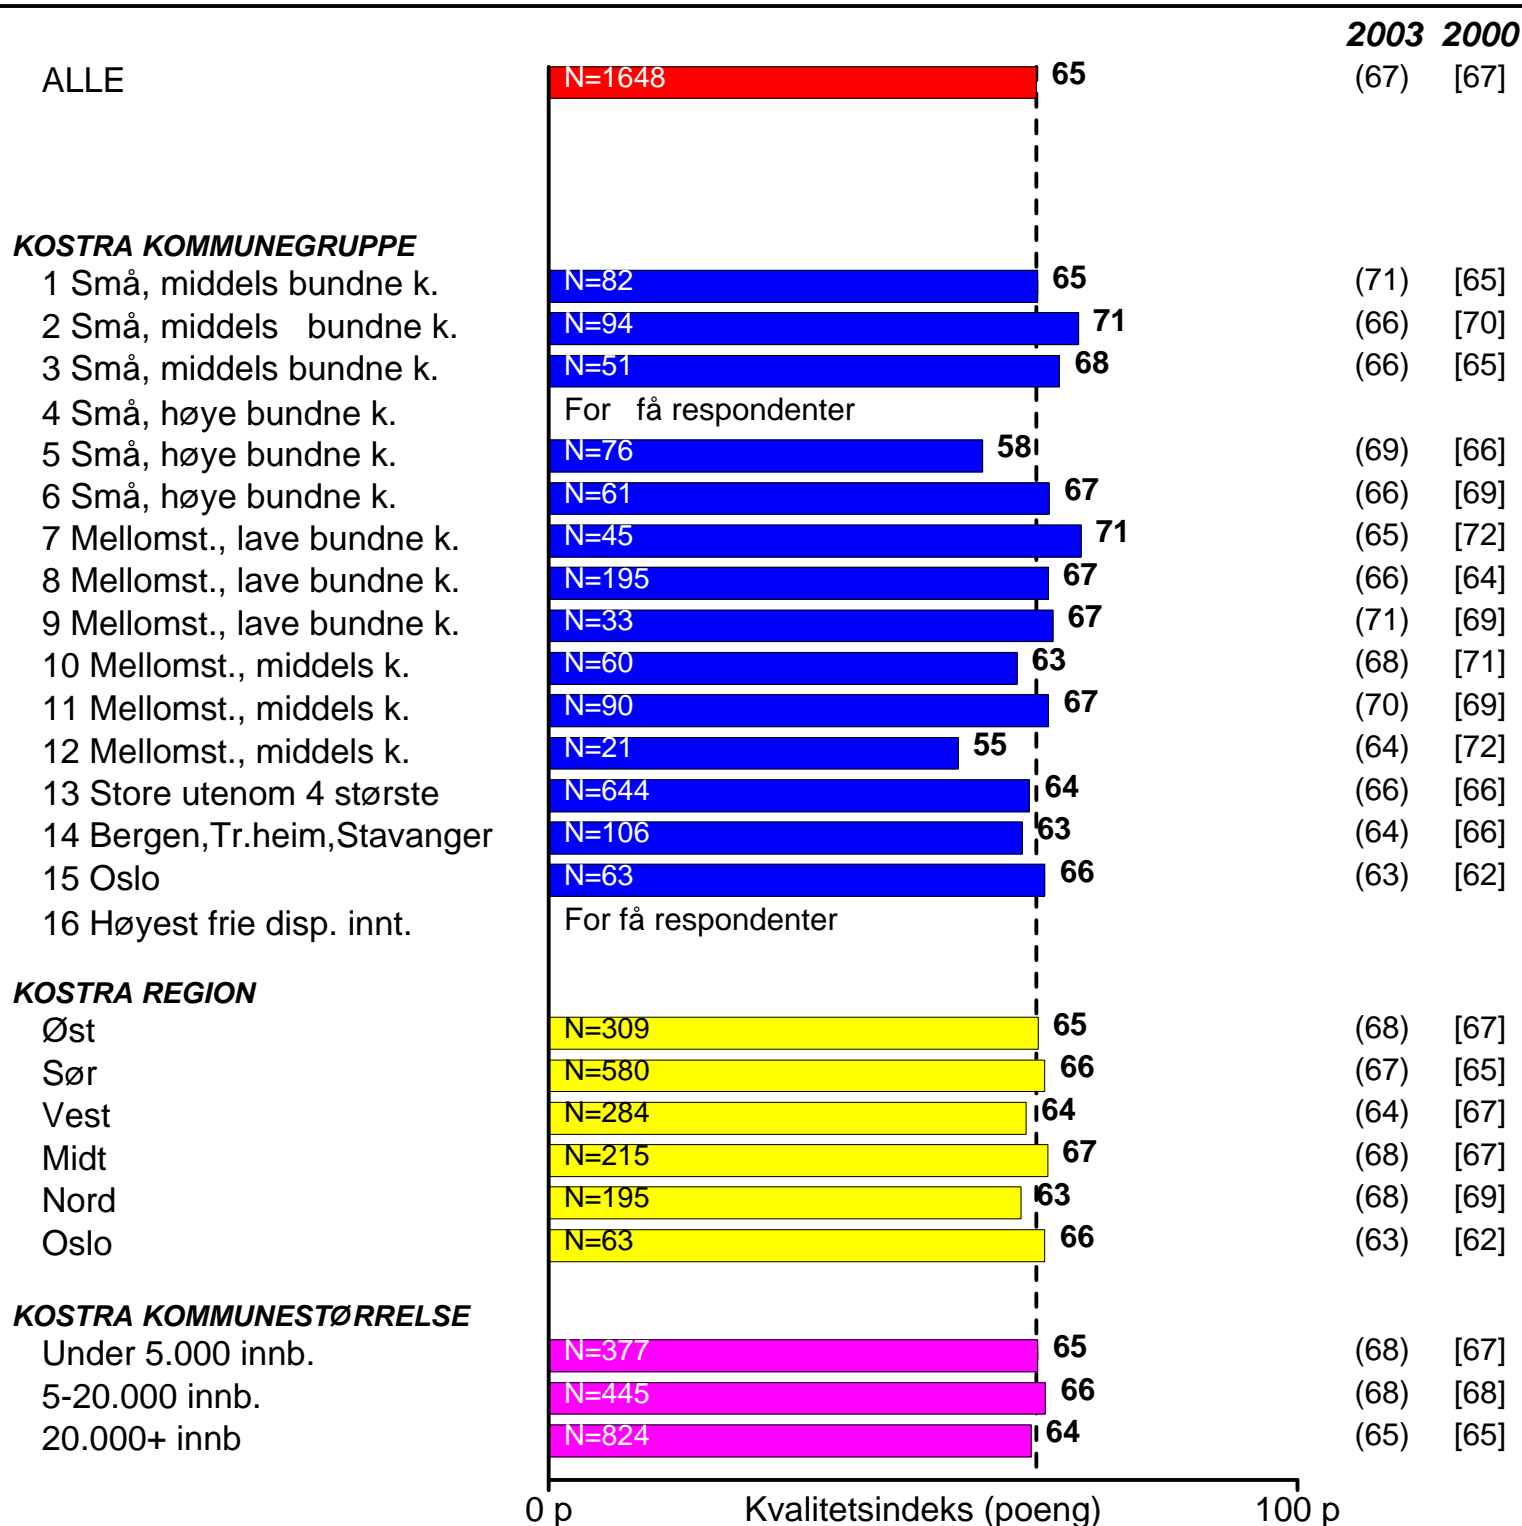 2003 2000
ALLE N=1648 65 (67) [67]
KOSTRA KOMMUNEGRUPPE
1 Små, middels bundne k. N=82 65 (71) [65]
2 Små, middels bundne k. N=94 71 (66) [70]
3 Små, middels bundne k. N=51 68 (66) [65]
4 Små, høye bundne k. For få respondenter
5 Små, høye bundne k. N=76 58 (69) [66]
6 Små, høye bundne k. N=61 67 (66) [69]
7 Mellomst., lave bundne k. N=45 71 (65) [72]
8 Mellomst., lave bundne k. N=195 67 (66) [64]
9 Mellomst., lave bundne k. N=33 67 (71) [69]
10 Mellomst., middels k. N=60 63 (68) [71]
11 Mellomst., middels k. N=90 67 (70) [69]
12 Mellomst., middels k. N=21 55 (64) [72]
13 Store utenom 4 største N=644 64 (66) [66]
14 Bergen,Tr.heim,Stavanger N=106 63 (64) [66]
15 Oslo N=63 66 (63) [62]
16 Høyest frie disp. innt. For få respondenter
KOSTRA REGION
Øst N=309 65 (68) [67]
Sør N=580 66 (67) [65]
Vest N=284 64 (64) [67]
Midt N=215 67 (68) [67]
Nord N=195 63 (68) [69]
Oslo N=63 66 (63) [62]
KOSTRA KOMMUNESTØRRELSE
Under 5.000 innb. N=377 65 (68) [67]
5-20.000 innb. N=445 66 (68) [68]
20.000+ innb N=824 64 (65) [65]
0 p Kvalitetsindeks (poeng) 100 p